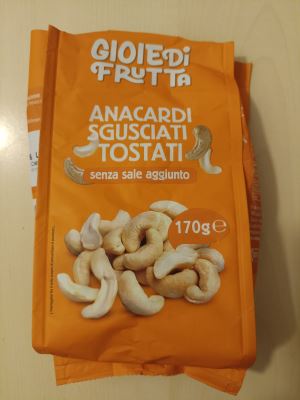 GIOIE Di
FRUTTA
ANACARDI
SGUSCIATI
TOSTATI
senza sale aggiunto
170g e